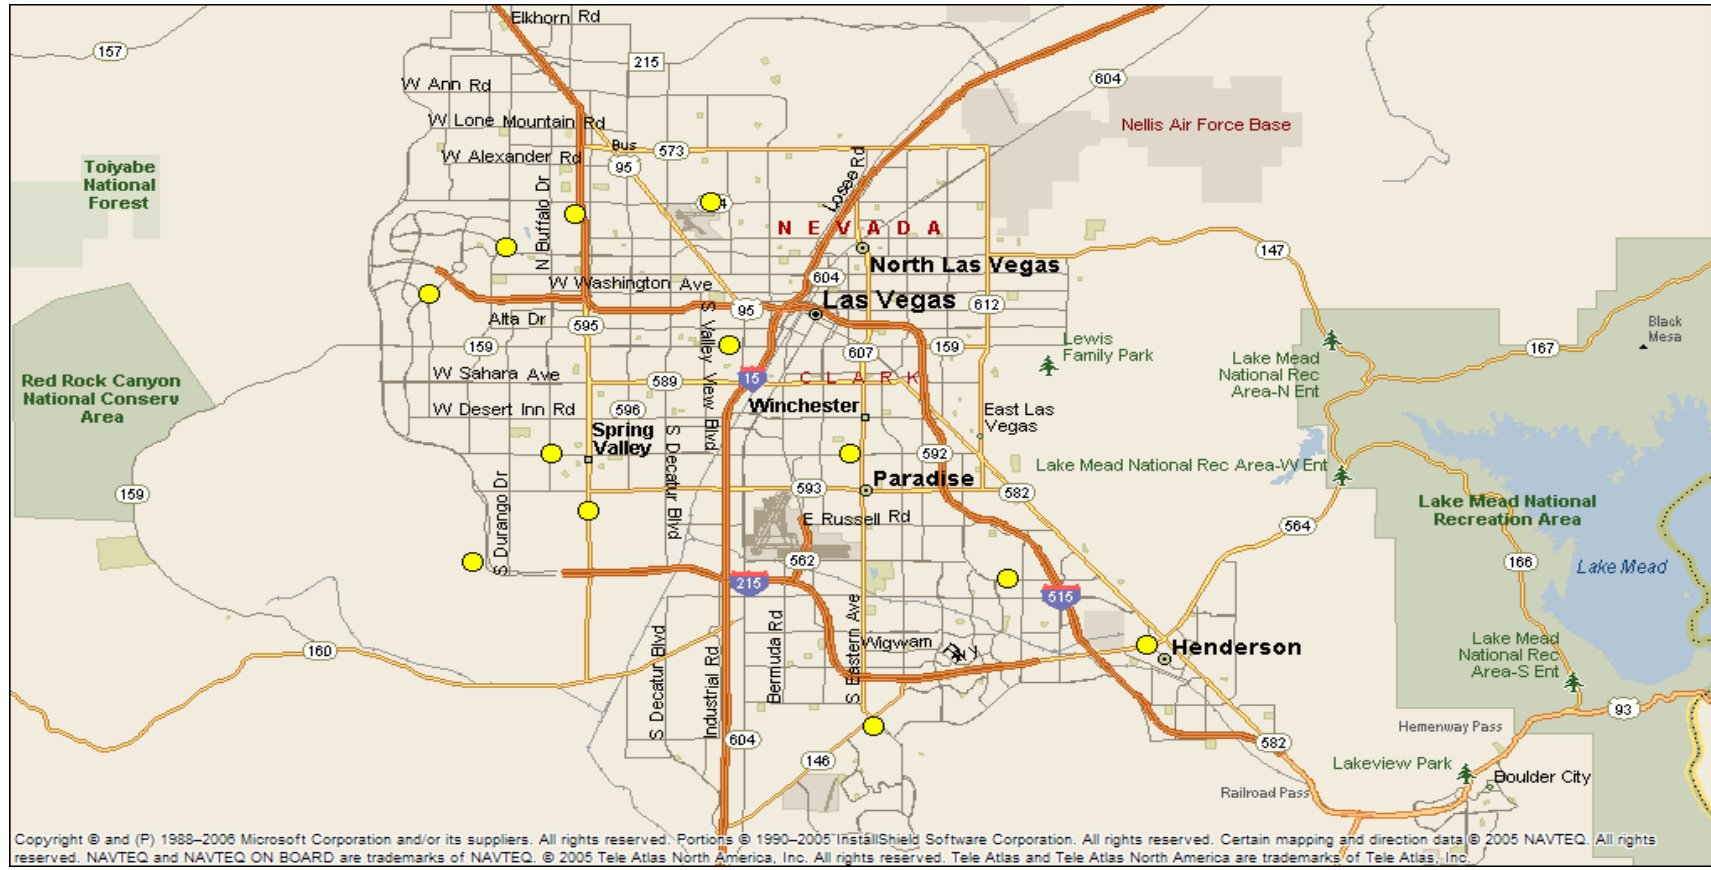 Elkhorn Rd
157
215
W Ann Rd
604
W Lone Mountain Rd
Nellis Air Force Base
Bus
95
573
W Alexander Rd
Losee Rd
Toiyabe
National
Forest
N Buffalo Dr
NEVADA
147
North Las Vegas
604
W Washington Ave
Las Vegas
612
95
Alta Dr
595
S Valley View Blvd
Black
Mesa
159
607
159
Lewis
Family Park
167
Lake Mead
National Rec
Area-N Ent
W Sahara Ave
589
15
CLARK
Red Rock Canyon
National Conserv
Area
W Desert Inn Rd
596
Winchester
East Las
Vegas
Spring
Valley
S Decatur Blvd
592
Lake Mead National Rec Area-W Ent
Paradise
159
S Durango Dr
593
582
Lake Mead National
Recreation Area
E Russell Rd
564
562
166
Lake Mead
215
515
S Eastern Ave
Bermuda Rd
S Decatur Blvd
Industrial Rd
Wigwam Pky
160
Henderson
Lake Mead
National Rec
Area-S Ent
93
Hemenway Pass
604
582
146
Lakeview Park
Boulder City
Railroad Pass
Copyright © and (P) 1988–2006 Microsoft Corporation and/or its suppliers. All rights reserved. Portions © 1990–2005 InstallShield Software Corporation. All rights reserved. Certain mapping and direction data © 2005 NAVTEQ. All rights
reserved. NAVTEQ and NAVTEQ ON BOARD are trademarks of NAVTEQ. © 2005 Tele Atlas North America, Inc. All rights reserved. Tele Atlas and Tele Atlas North America are trademarks of Tele Atlas, Inc.